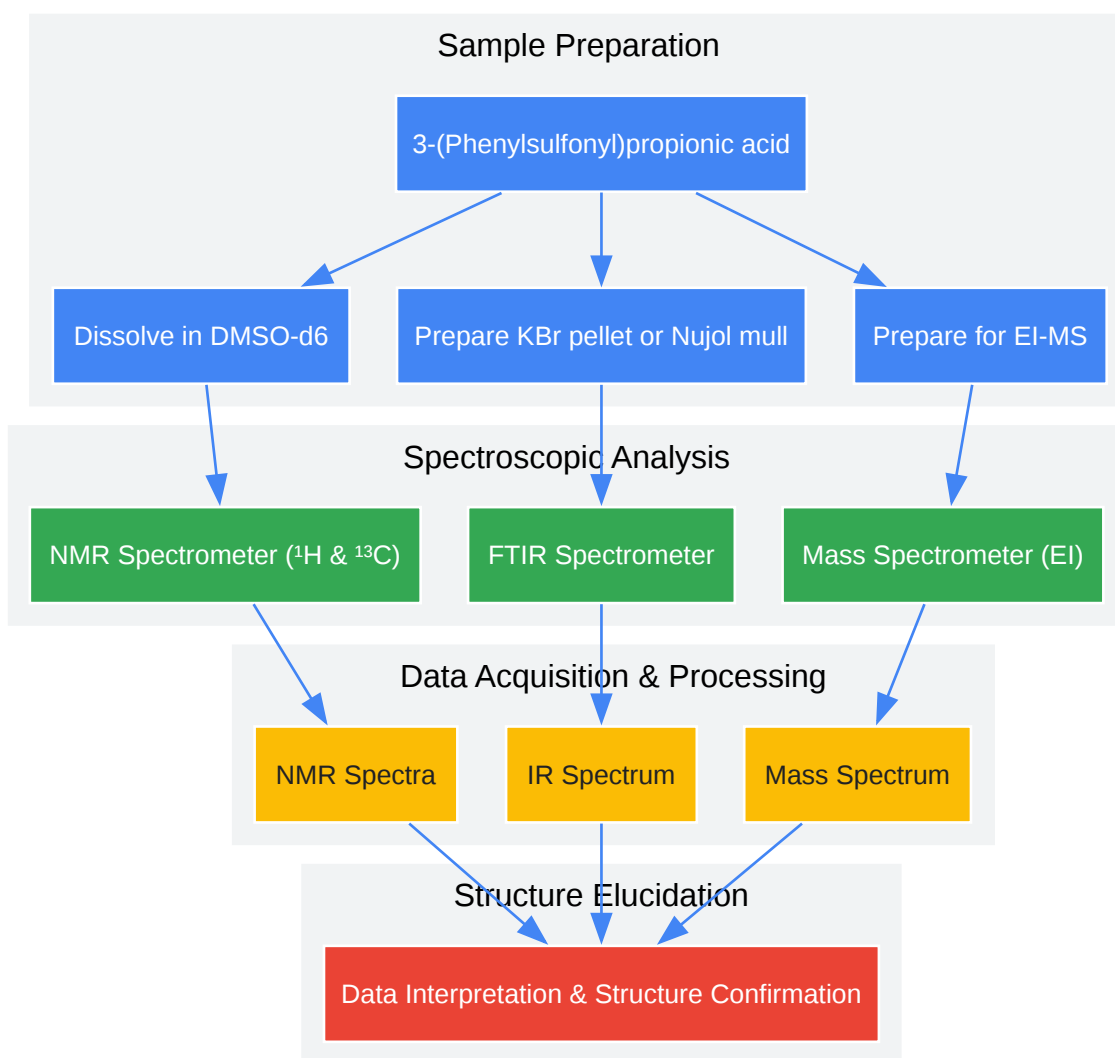 Sample Preparation
3-(Phenylsulfonyl)propionic acid
Dissolve in DMSO-d6
Prepare KBr pellet or Nujol mull
Prepare for EI-MS
Spectroscopic Analysis
NMR Spectrometer (¹H & ¹³C)
FTIR Spectrometer
Mass Spectrometer (EI)
Data Acquisition & Processing
NMR Spectra
IR Spectrum
Mass Spectrum
Structure Elucidation
Data Interpretation & Structure Confirmation